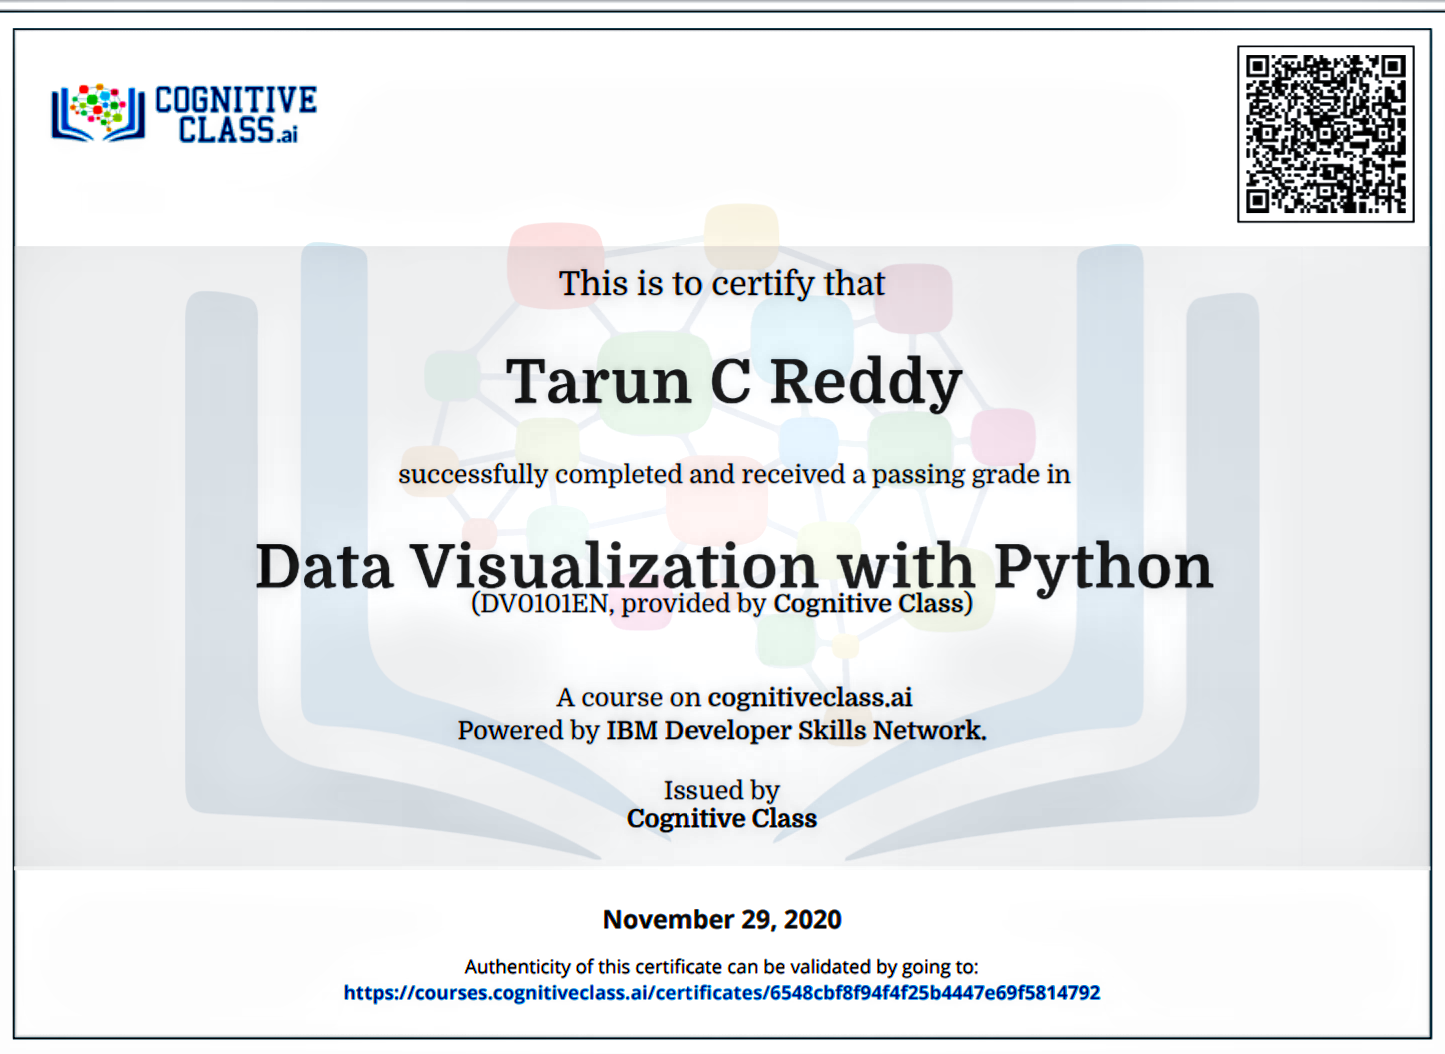 COGNITIVE
CLASS.ai
This is to certify that
Tarun C Reddy
successfully completed and received a passing grade in
Data Visualization with Python
(DV0101EN, provided by Cognitive Class)
A course on cognitiveclass.ai
Powered by IBM Developer Skills Network.
Issued by
Cognitive Class
November 29, 2020
Authenticity of this certificate can be validated by going to:
https://courses.cognitiveclass.ai/certificates/6548cbf8f94f4f25b4447e69f5814792